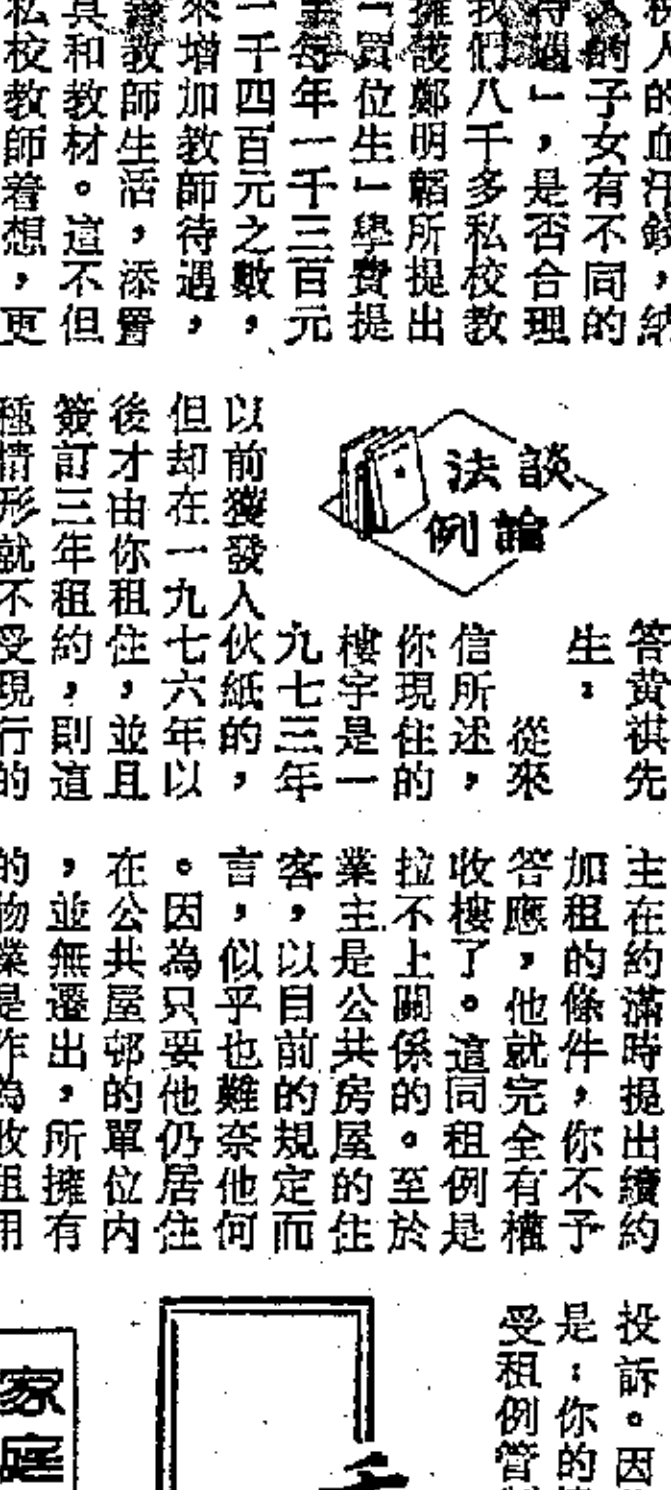 人的血汗錢，納
的子女有不同的
待遇」，是否合理
我們八千多私校教
擁護鄭明韜所提出
「買位生」學費提
每年一千三百元
一千四百元之數，
來增加教師待遇，
教師生活，添置
具和教材。這不但
私校教師着想，更
法談
例論
答黃祺先
生：
從來
信所述，
你現住的
樓宇是一
九七三年
以前獲發入伙紙的，
但却在一九七六年以
後才由你租住，並且
簽訂三年租約，則這
種情形就不受現行的
主在約滿時提出續約
加租的條件，你不予
答應，他就完全有權
收樓了。這同租例是
拉不上關係的。至於
業主是公共房屋的住
客，以目前的規定而
言，似乎也難奈他何
。因為只要他仍居住
在公共屋邨的單位內
，並無遷出，所擁有
的物業是作為收租用
投訴。因
是：你的
受租例管
家庭